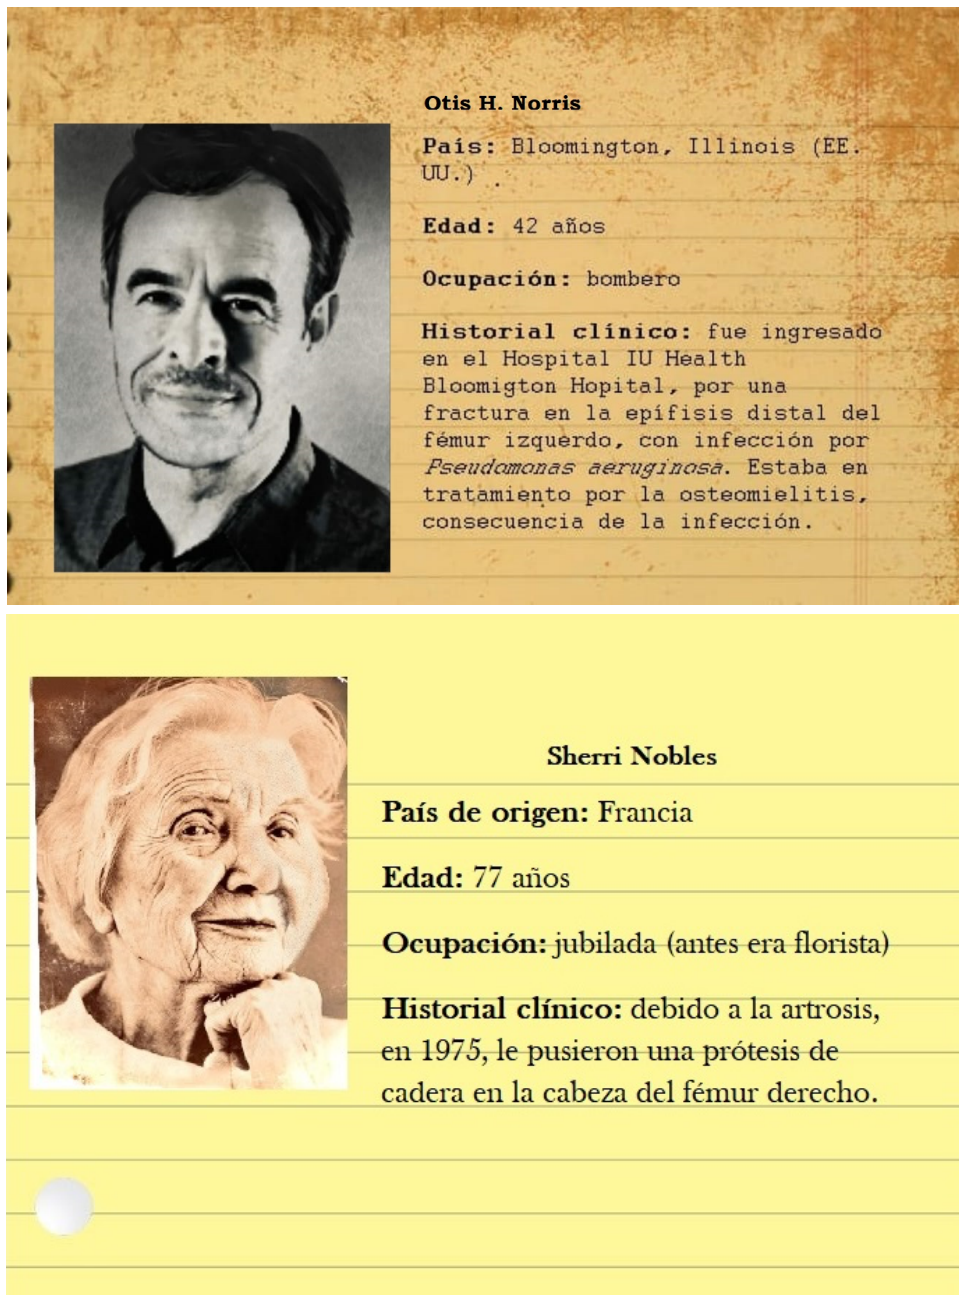 Otis H. Norris
País: Bloomington, Illinois (EE.
UU.)
Edad: 42 años
Ocupación: bombero
Historial clínico: fue ingresado
en el Hospital IU Health
Bloomigton Hopital, por una
fractura en la epífisis distal del
fémur izquerdo, con infección por
Pseudomonas aeruginosa. Estaba en
tratamiento por la osteomielitis,
consecuencia de la infección.
Sherri Nobles
País de origen: Francia
Edad: 77 años
Ocupación: jubilada (antes era florista)
Historial clínico: debido a la artrosis,
en 1975, le pusieron una prótesis de
cadera en la cabeza del fémur derecho.